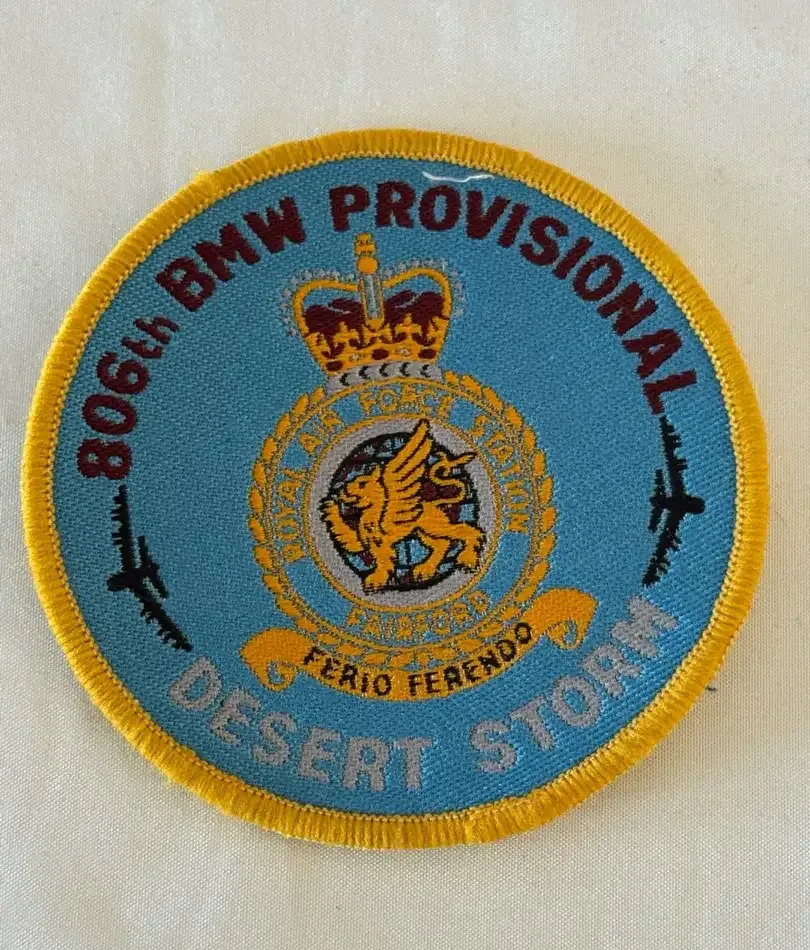 806th BMW PROVISIONAL
ROYAL AIR FORCE STATION
FAIRFORD
FERIO FERENDO
DESERT STORM